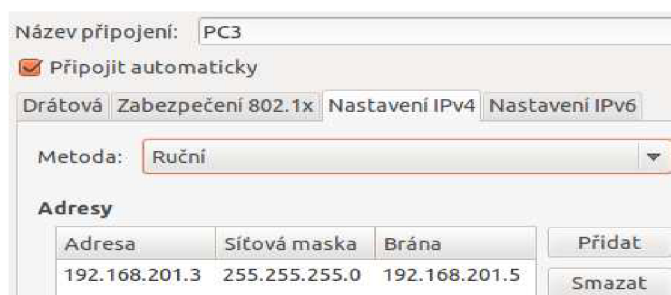 Název připojení: PC3
Připojit automaticky
Drátová Zabezpečení 802.1x Nastavení IPv4 Nastavení IPv6
Metoda: Ruční
Adresy
Adresa Síťová maska Brána Přidat
192.168.201.3 255.255.255.0 192.168.201.5 Smazat